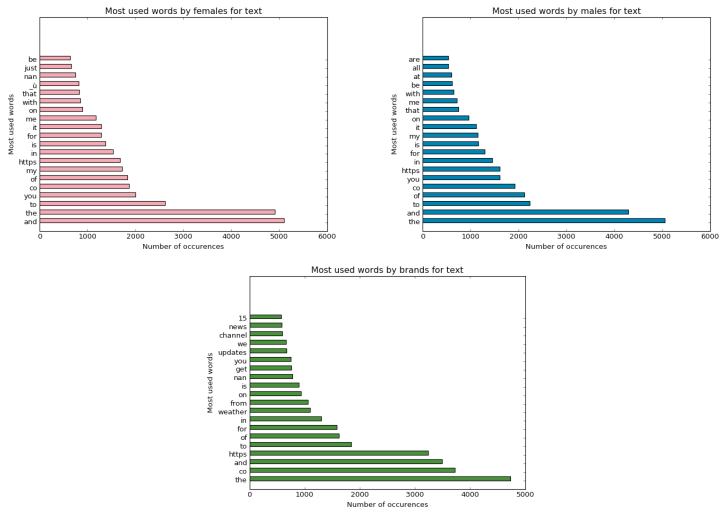 Most used words by females for text
Most used words
be
just
nan
_ù
that
with
on
me
it
for
is
in
https
my
of
co
you
to
the
and
0 1000 2000 3000 4000 5000 6000
Number of occurences
Most used words by males for text
Most used words
are
all
at
be
with
me
that
on
it
my
is
for
in
https
you
co
of
to
and
the
0 1000 2000 3000 4000 5000 6000
Number of occurences
Most used words by brands for text
Most used words
15
news
channel
we
updates
you
get
nan
is
on
from
weather
in
for
of
to
https
and
co
the
0 1000 2000 3000 4000 5000
Number of occurences